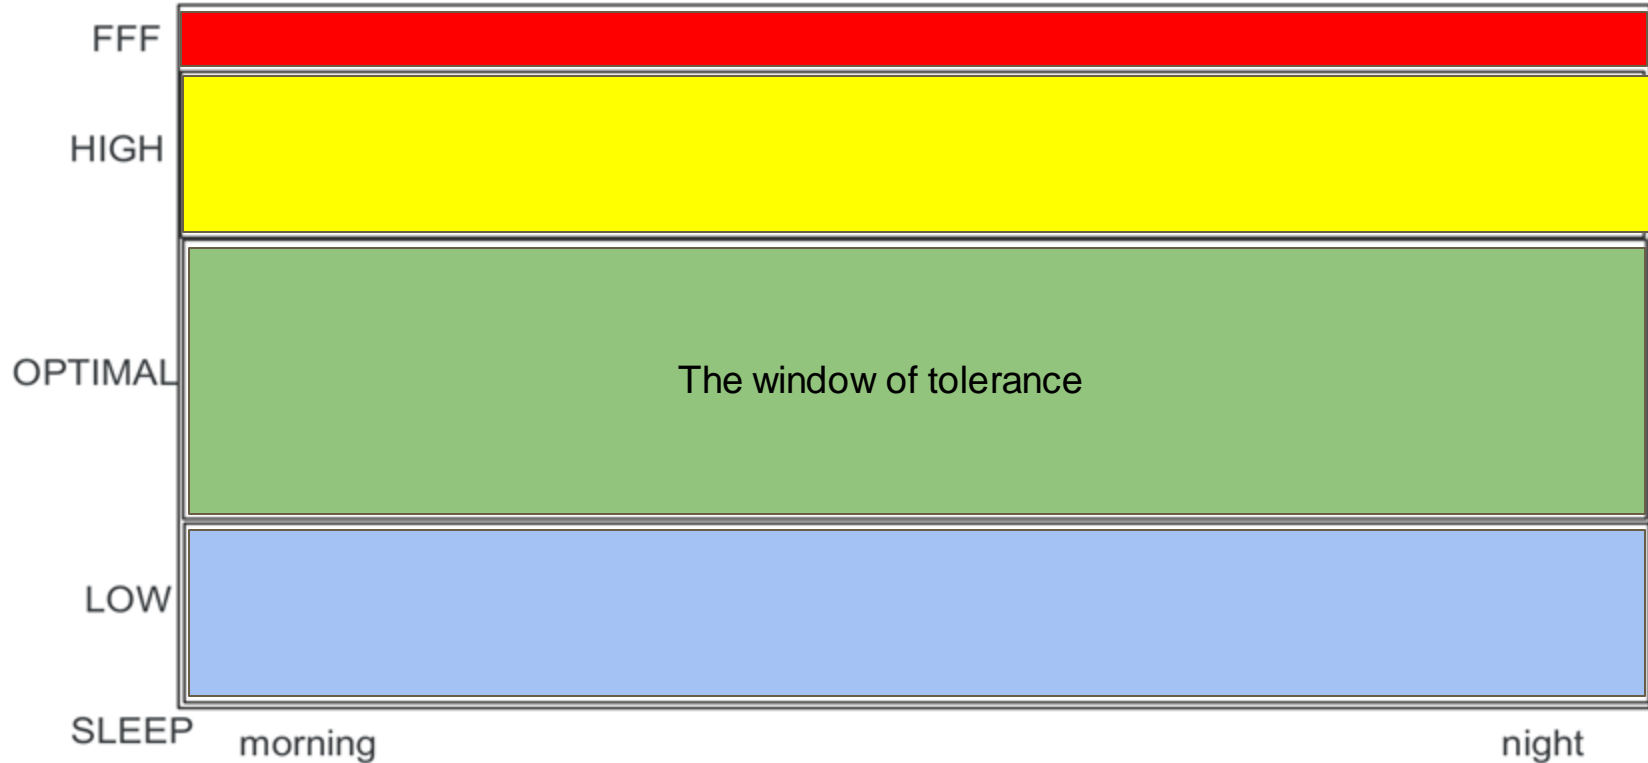 FFF
HIGH
OPTIMAL
The window of tolerance
LOW
SLEEP
morning
night